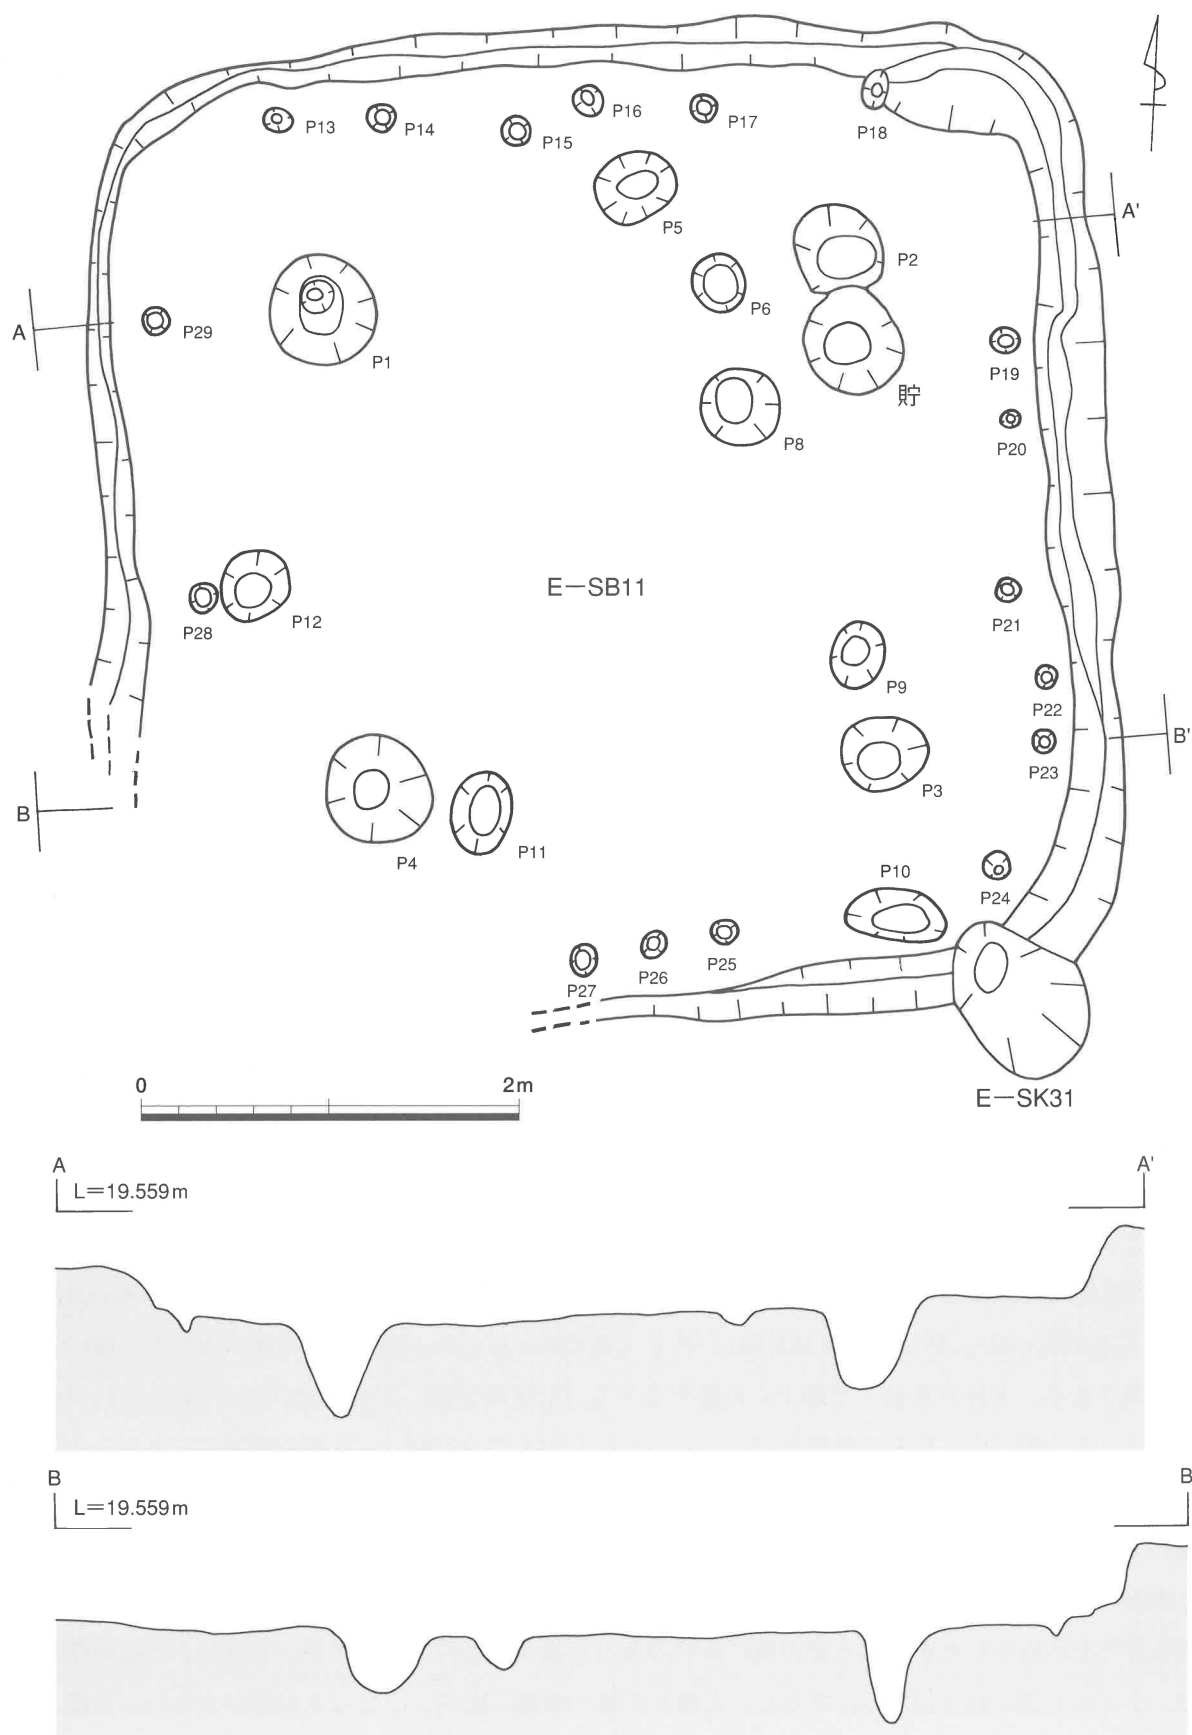 P13
P14
P15
P16
P17
P18
P5
A'
P2
P6
A
P29
P1
P19
貯
P8
P20
E－SB11
P28
P12
P21
P9
P22
B'
P23
P3
B
P4
P11
P10
P24
P27
P26
P25
0
2m
E－SK31
A
A'
L＝19.559m
B
B
L＝19.559m